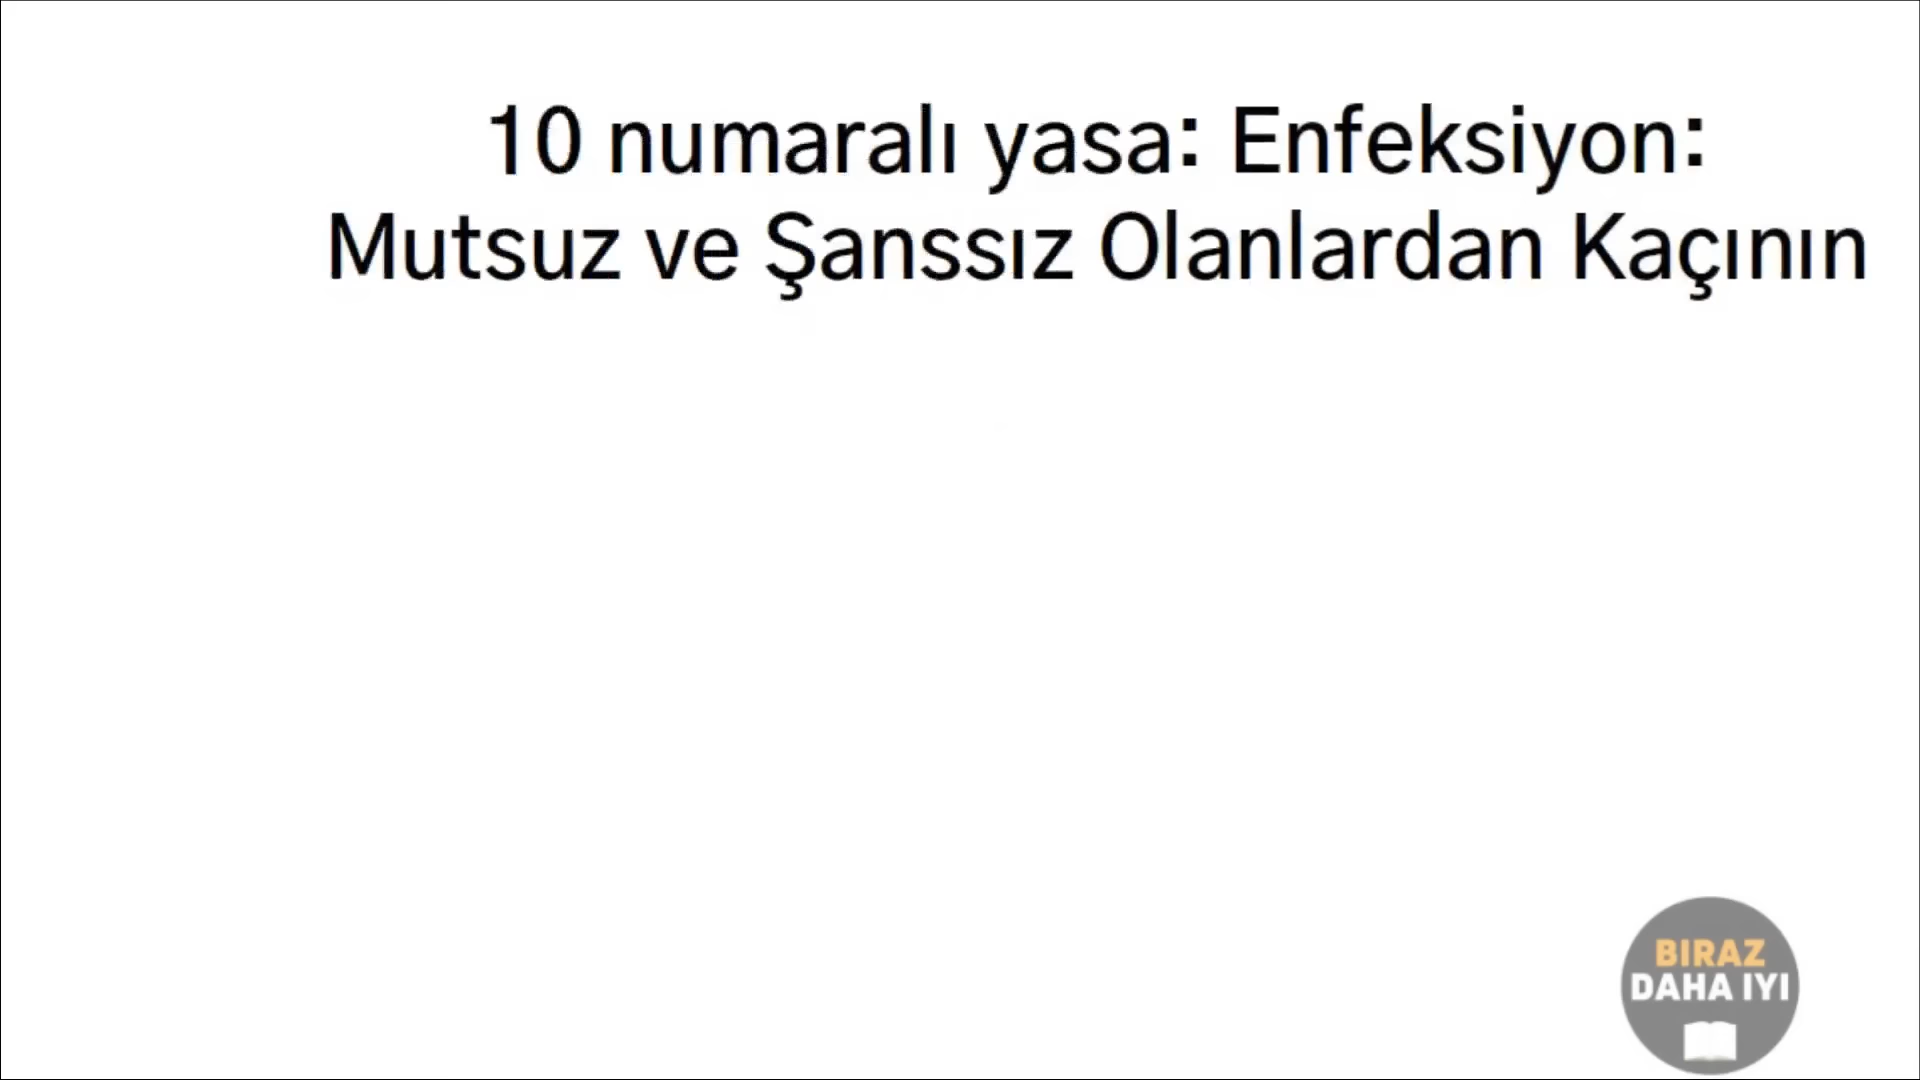 10 numaralı yasa: Enfeksiyon:
Mutsuz ve Şanssız Olanlardan Kaçının
BIRAZ
DAHA IYI